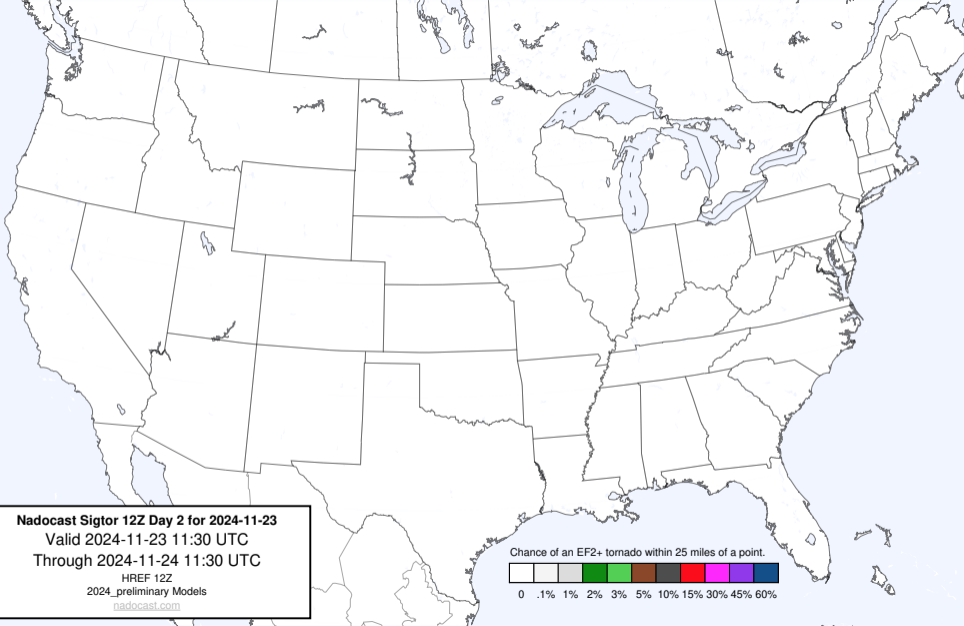 Nadocast Sigtor 12Z Day 2 for 2024-11-23
Valid 2024-11-23 11:30 UTC
Through 2024-11-24 11:30 UTC
HREF 12Z
2024_preliminary Models
nadocast.com
Chance of an EF2+ tornado within 25 miles of a point.
0 .1% 1% 2% 3% 5% 10% 15% 30% 45% 60%